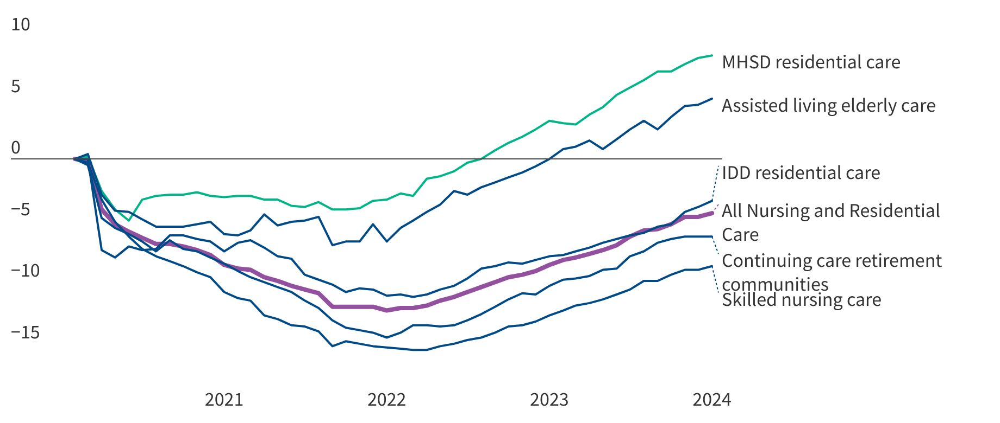 10
MHSD residential care
5
Assisted living elderly care
0
IDD residential care
−5
All Nursing and Residential
Care
Continuing care retirement
−10
communities
Skilled nursing care
−15
2021
2022
2023
2024